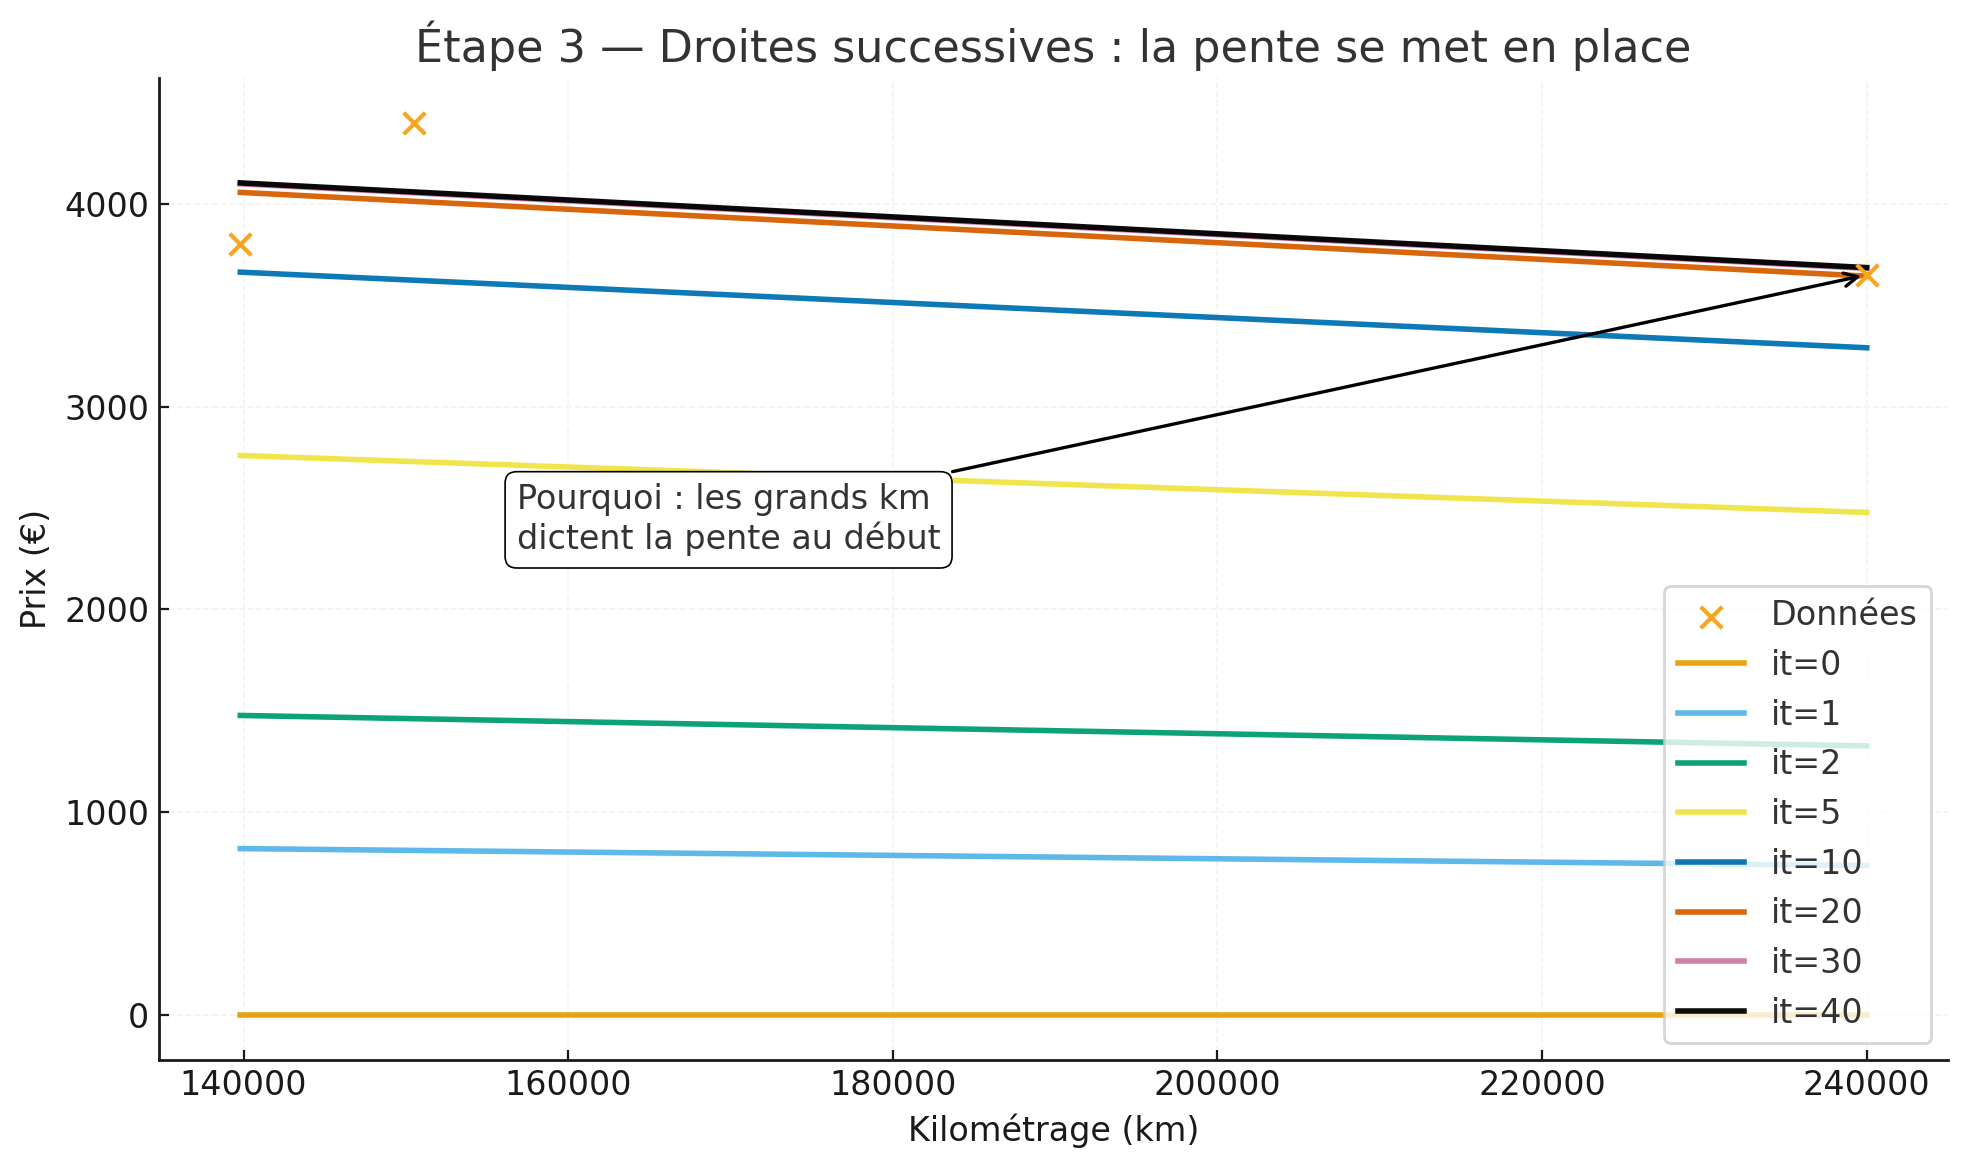 Étape 3 — Droites successives : la pente se met en place
Prix (€)
4000
3000
2000
1000
0
Pourquoi : les grands km
dictent la pente au début
Données
it=0
it=1
it=2
it=5
it=10
it=20
it=30
it=40
140000
160000
180000
200000
220000
240000
Kilométrage (km)